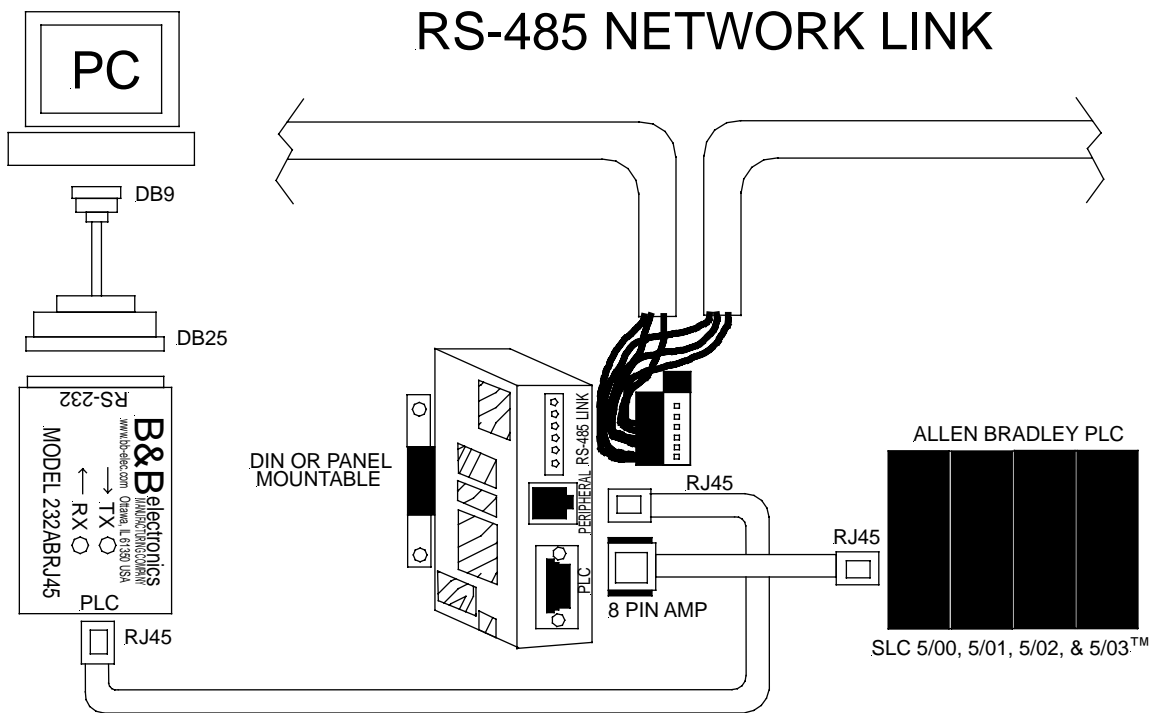 RS-485 NETWORK LINK
PC
DB9
DB25
RS-232
B&B electronics
MANUFACTURING COMPANY
www.bb-elec.com Ottawa, IL 61350 USA
→ TX
← RX
MODEL 232ABRJ45
PLC
RJ45
DIN OR PANEL
MOUNTABLE
RS-485 LINK
PERIPHERAL
PLC
RJ45
8 PIN AMP
RJ45
ALLEN BRADLEY PLC
SLC 5/00, 5/01, 5/02, & 5/03™